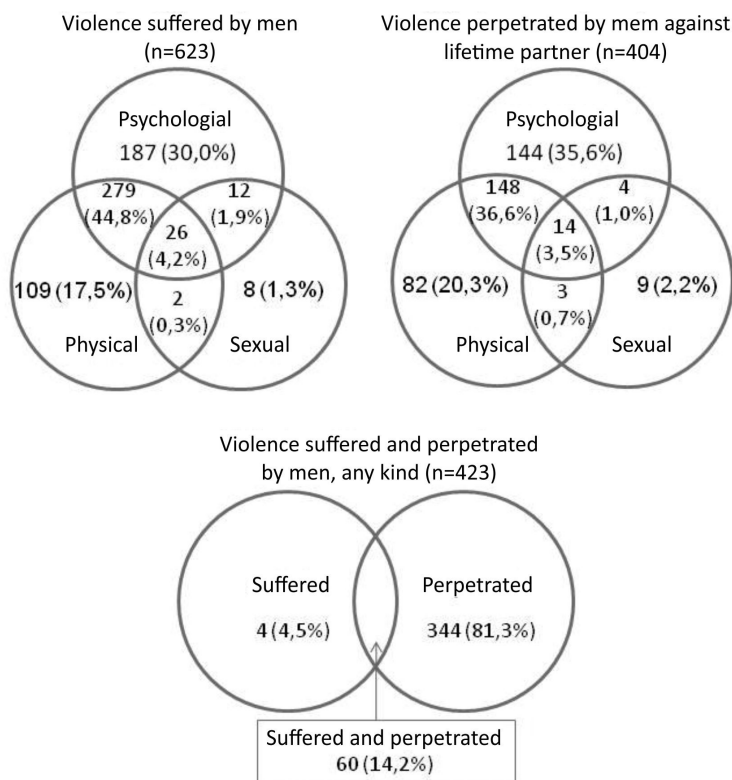 Violence suffered by men
(n=623)
Psychologial
187 (30,0%)
279
(44,8%)
12
(1,9%)
26
(4,2%)
109 (17,5%)
2
(0,3%)
8 (1,3%)
Physical
Sexual
Violence perpetrated by mem against
lifetime partner (n=404)
Psychologial
144 (35,6%)
148
(36,6%)
4
(1,0%)
14
(3,5%)
82 (20,3%)
3
(0,7%)
9 (2,2%)
Physical
Sexual
Violence suffered and perpetrated
by men, any kind (n=423)
Suffered
4 (4,5%)
Perpetrated
344 (81,3%)
Suffered and perpetrated
60 (14,2%)